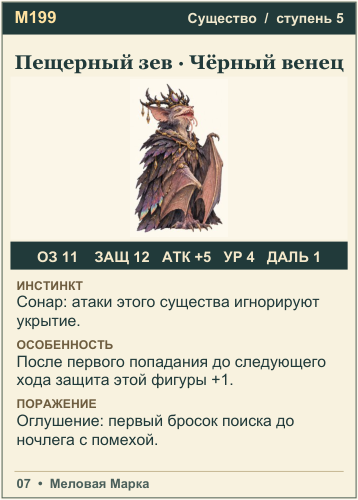 M199
Существо / ступень 5
Пещерный зев · Чёрный венец
ОЗ 11 ЗАЩ 12 АТК +5 УР 4 ДАЛЬ 1
ИНСТИНКТ
Сонар: атаки этого существа игнорируют
укрытие.
ОСОБЕННОСТЬ
После первого попадания до следующего
хода защита этой фигуры +1.
ПОРАЖЕНИЕ
Оглушение: первый бросок поиска до
ночлега с помехой.
07 • Меловая Марка